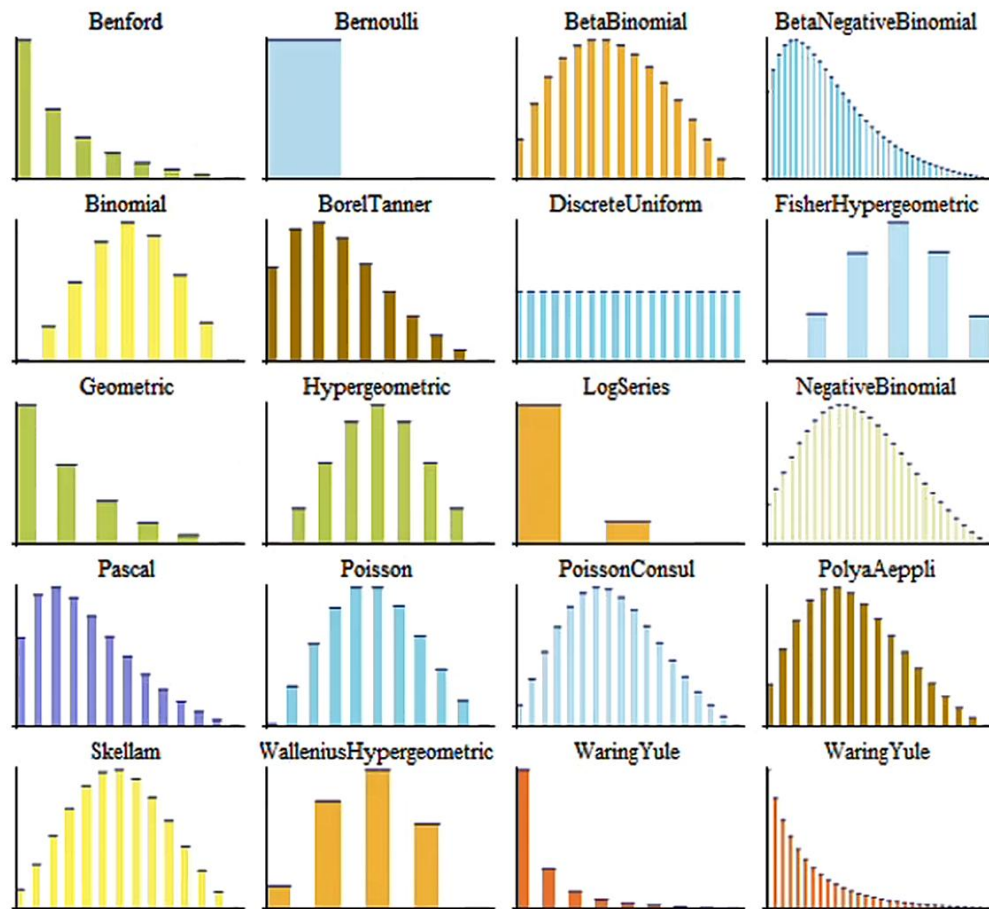 Benford
Bernoulli
BetaBinomial
BetaNegativeBinomial
Binomial
BorelTanner
DiscreteUniform
FisherHypergeometric
Geometric
Hypergeometric
LogSeries
NegativeBinomial
Pascal
Poisson
PoissonConsul
PolyaAeppli
Skellam
WalleniusHypergeometric
WaringYule
WaringYule